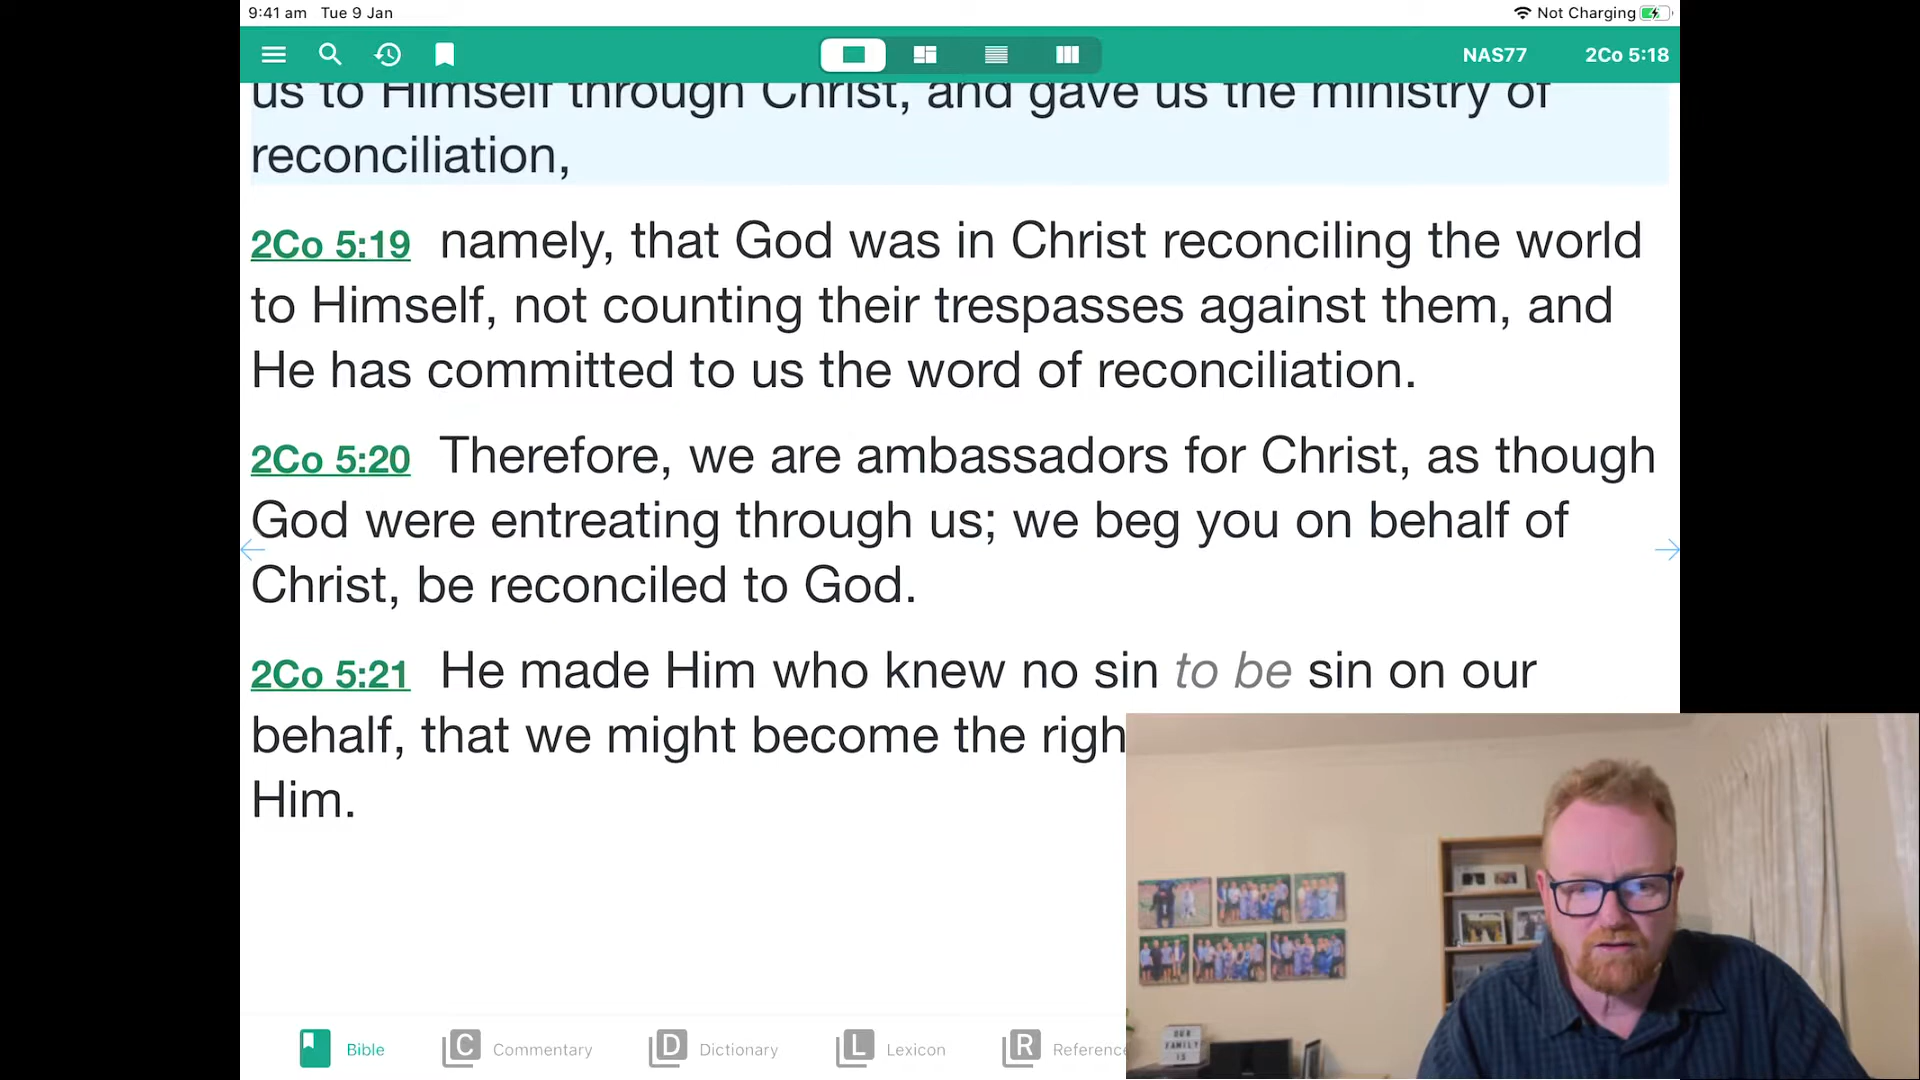 9:41 am Tue 9 Jan
Not Charging
NAS77
2Co 5:18
us to Himself through Christ, and gave us the ministry of
reconciliation,
2Co 5:19 namely, that God was in Christ reconciling the world
to Himself, not counting their trespasses against them, and
He has committed to us the word of reconciliation.
2Co 5:20 Therefore, we are ambassadors for Christ, as though
God were entreating through us; we beg you on behalf of
Christ, be reconciled to God.
2Co 5:21 He made Him who knew no sin to be sin on our
behalf, that we might become the righ
Him.
OUR
FAMILY
IS
Bible
C Commentary
D Dictionary
L Lexicon
R Referenc